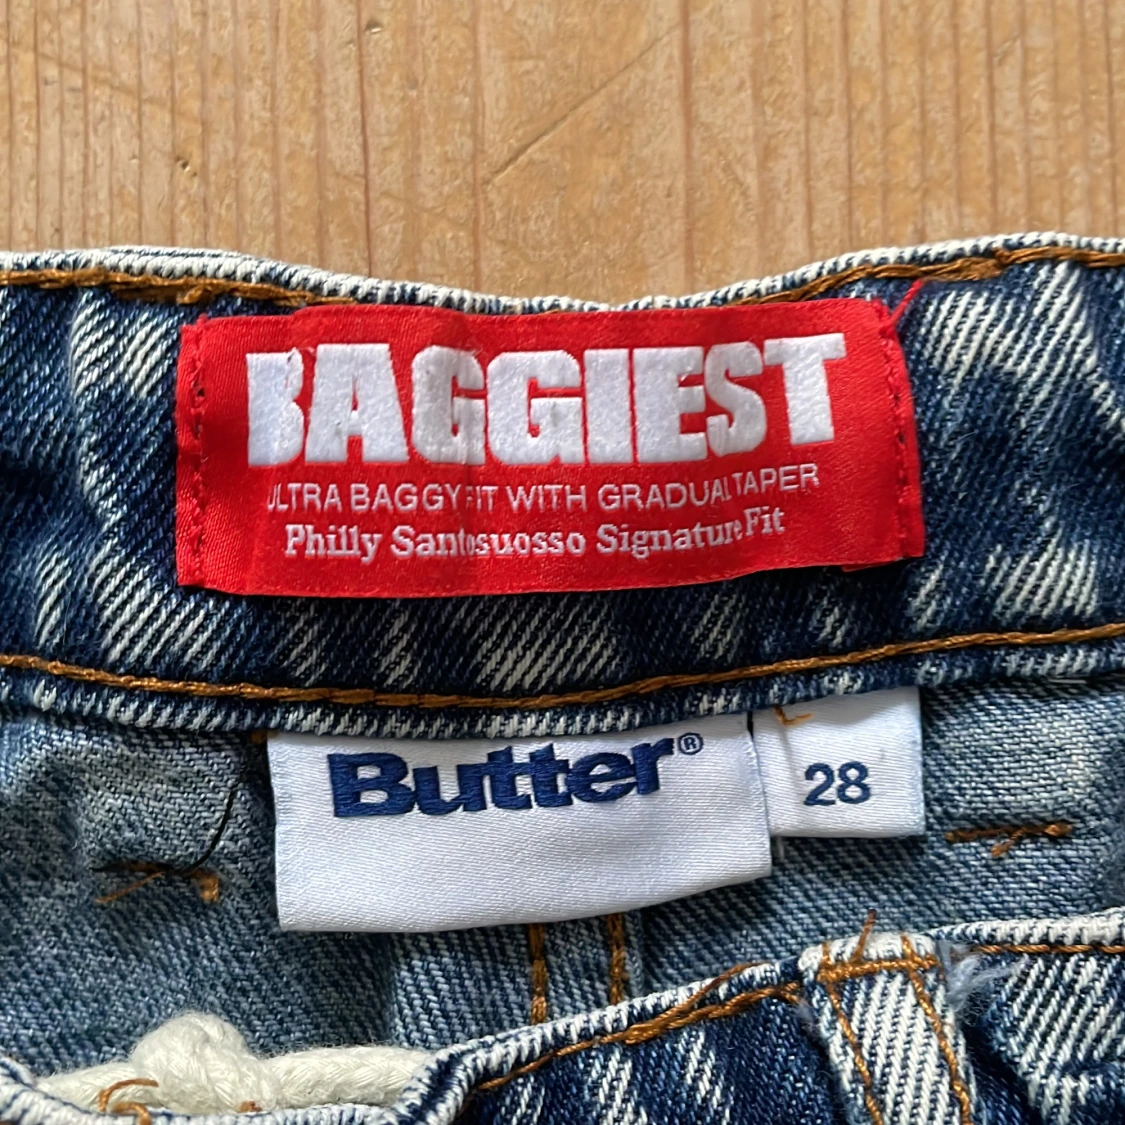 BAGGIEST
ULTRA BAGGY FIT WITH GRADUAL TAPER
Philly Santosuosso Signature Fit
Butter®
28